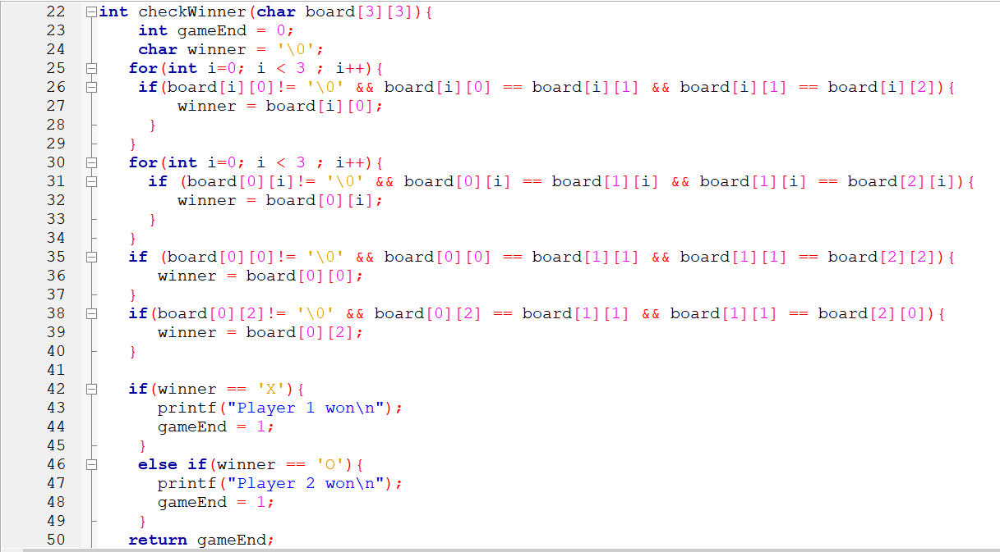 22 int checkWinner(char board[3][3]){
23     int gameEnd = 0;
24     char winner = '\0';
25    for(int i=0; i < 3 ; i++){
26     if(board[i][0]!= '\0' && board[i][0] == board[i][1] && board[i][1] == board[i][2]){
27         winner = board[i][0];
28      }
29    }
30    for(int i=0; i < 3 ; i++){
31      if (board[0][i]!= '\0' && board[0][i] == board[1][i] && board[1][i] == board[2][i]){
32         winner = board[0][i];
33      }
34    }
35    if (board[0][0]!= '\0' && board[0][0] == board[1][1] && board[1][1] == board[2][2]){
36       winner = board[0][0];
37    }
38    if(board[0][2]!= '\0' && board[0][2] == board[1][1] && board[1][1] == board[2][0]){
39       winner = board[0][2];
40    }
41
42    if(winner == 'X'){
43       printf("Player 1 won\n");
44       gameEnd = 1;
45     }
46     else if(winner == 'O'){
47       printf("Player 2 won\n");
48       gameEnd = 1;
49     }
50    return gameEnd;